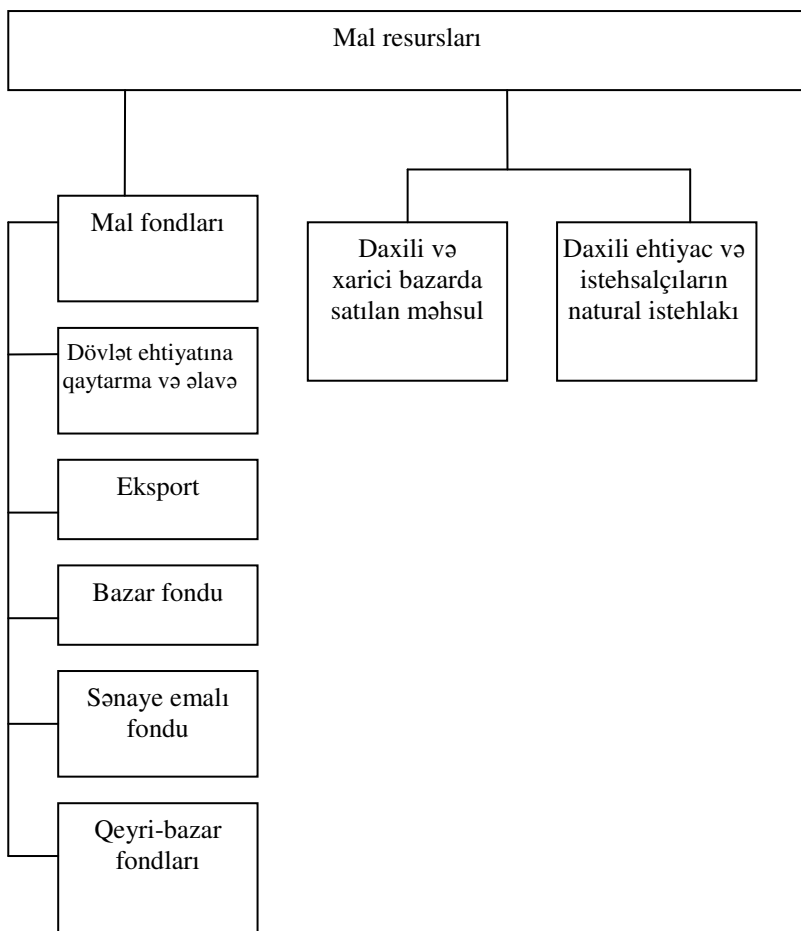 Mal resursları
Mal fondları
Daxili və
xarici bazarda
satılan məhsul
Daxili ehtiyac və
istehsalçıların
natural istehlakı
Dövlət ehtiyatına
qaytarma və əlavə
Eksport
Bazar fondu
Sənaye emalı
fondu
Qeyri-bazar
fondları